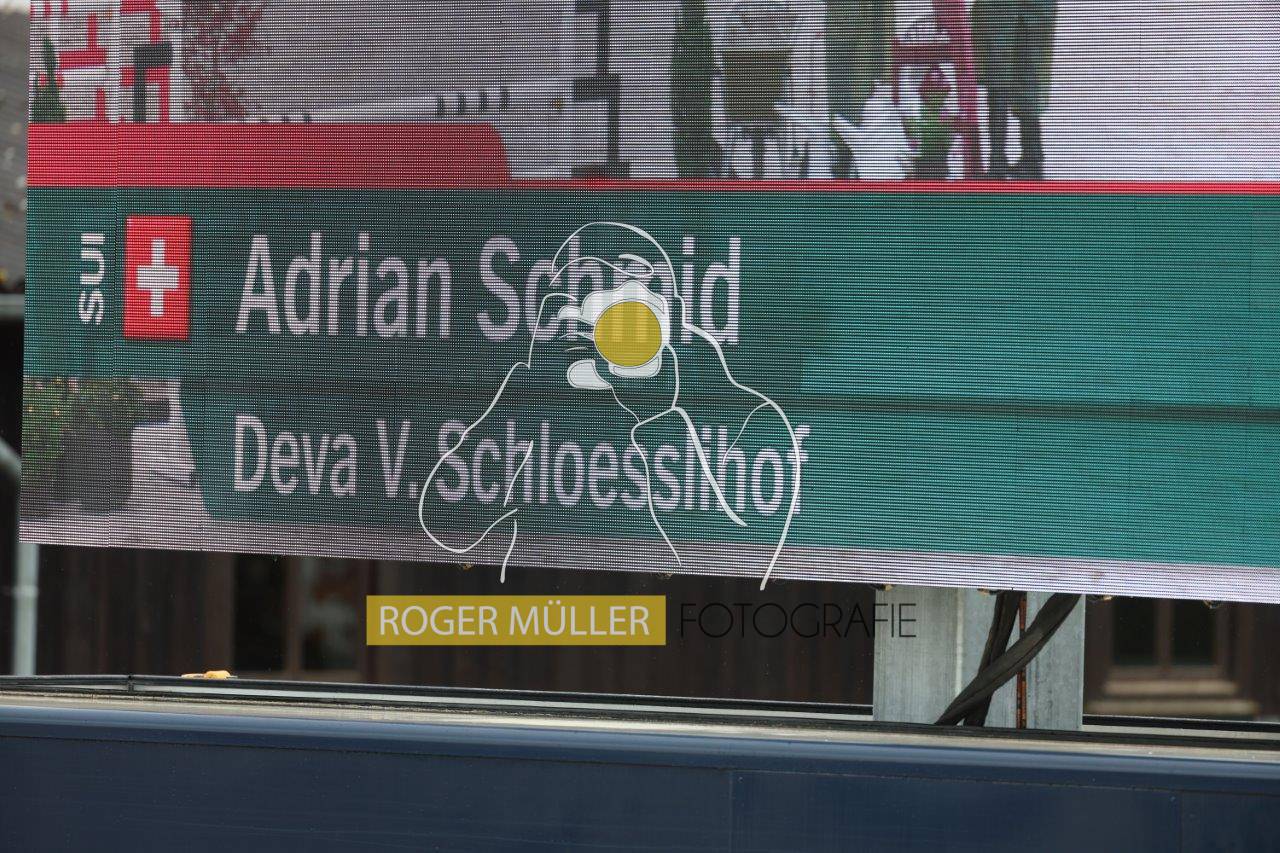 SUI
Adrian Schmid
Deva V. Schloesslihof
ROGER MÜLLER FOTOGRAFIE